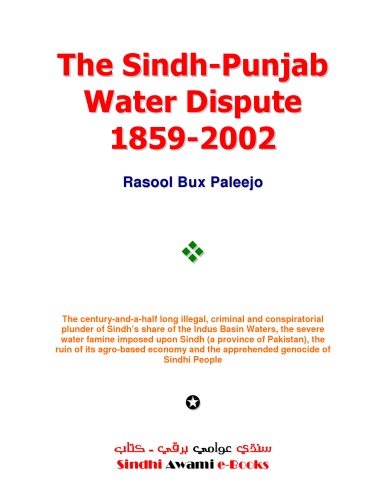 The Sindh-Punjab
Water Dispute
1859-2002
Rasool Bux Paleejo
The century-and-a-half long illegal, criminal and conspiratorial
plunder of Sindh's share of the Indus Basin Waters, the severe
water famine imposed upon Sindh (a province of Pakistan), the
ruin of its agro-based economy and the apprehended genocide of
Sindhi People
سنڌي عوامي برقي - ڪتاب
Sindhi Awami e-Books